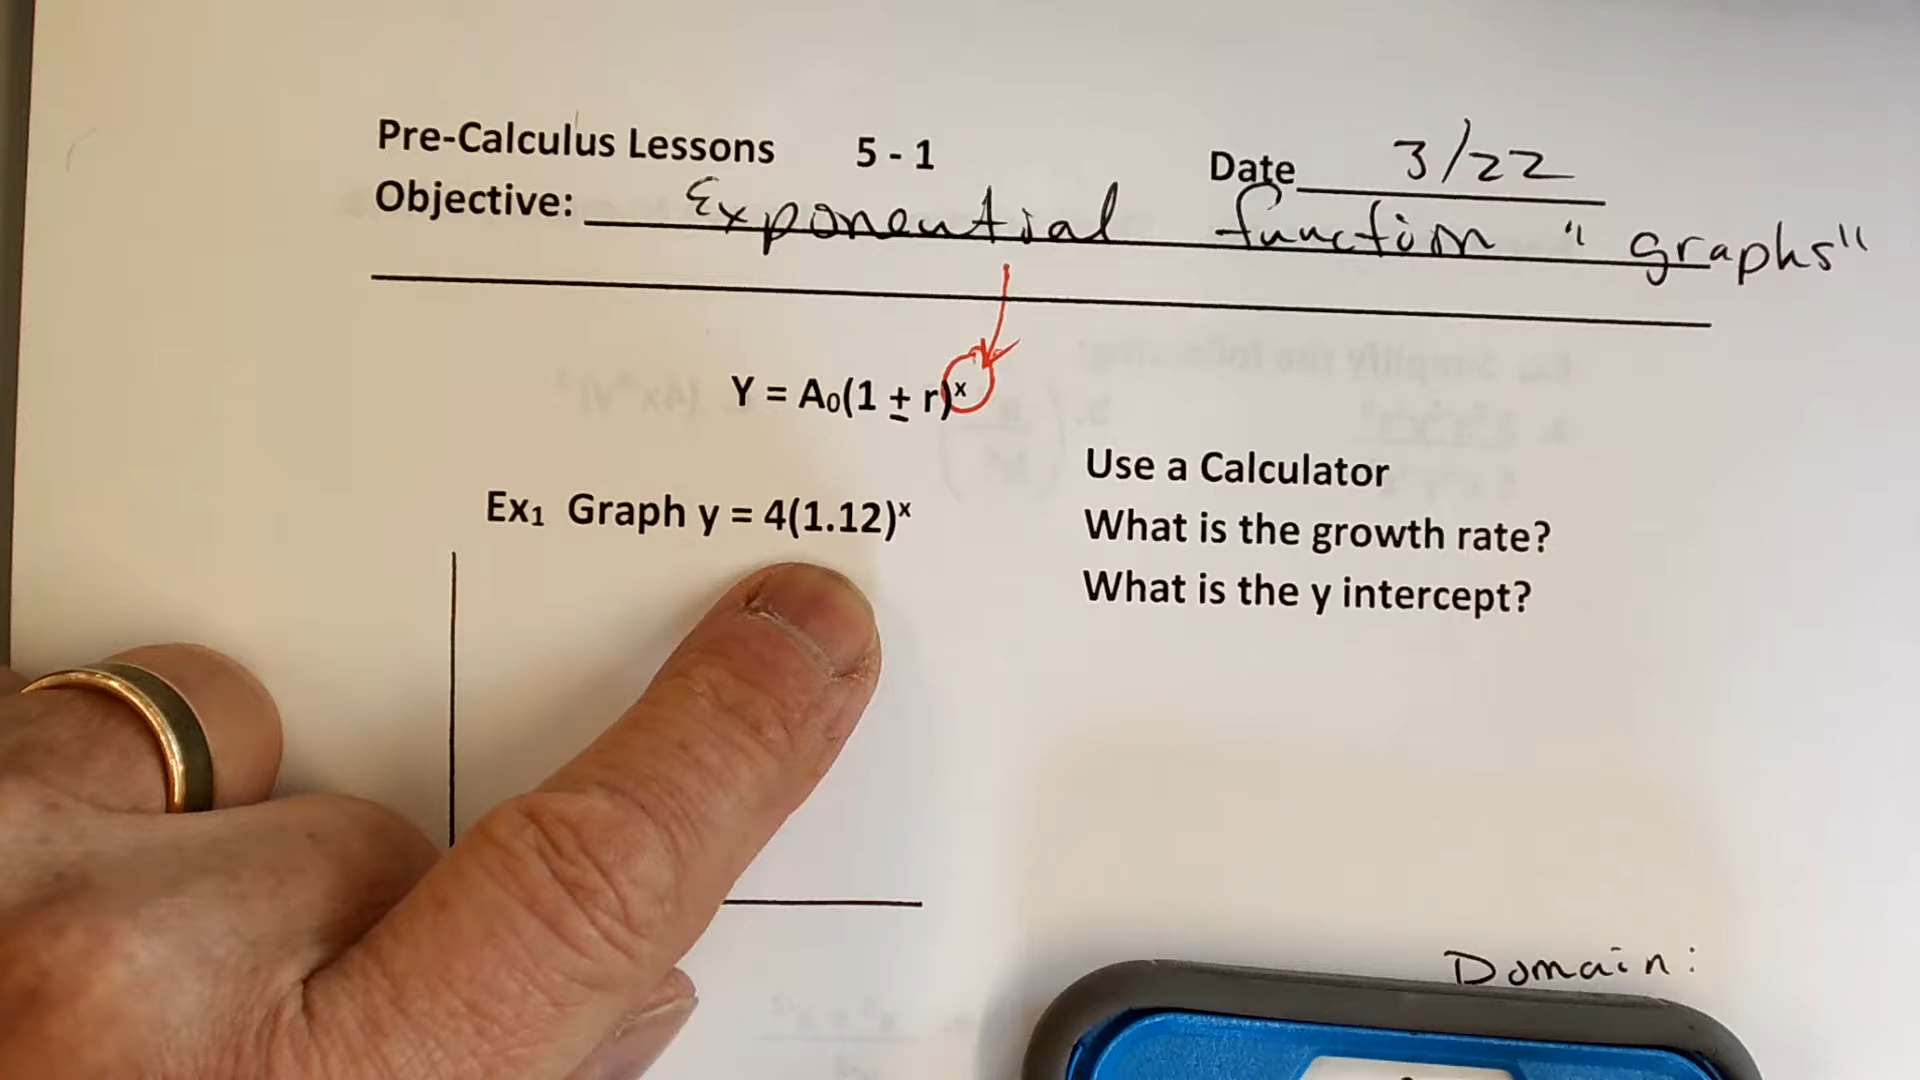 Pre-Calculus Lessons 5 - 1 Date 3/22
Objective: Exponential function "graphs"
Y = A₀(1 ± r)ˣ
Ex₁ Graph y = 4(1.12)ˣ
Use a Calculator
What is the growth rate?
What is the y intercept?
Domain: